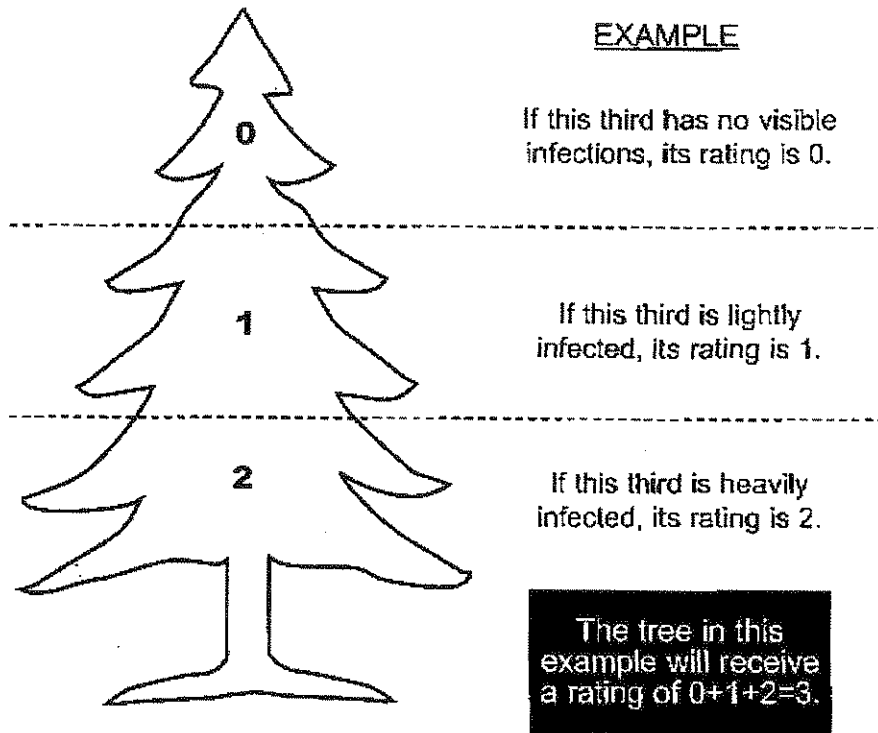 EXAMPLE
0
If this third has no visible
infections, its rating is 0.
1
If this third is lightly
infected, its rating is 1.
2
If this third is heavily
infected, its rating is 2.
The tree in this
example will receive
a rating of 0+1+2=3.